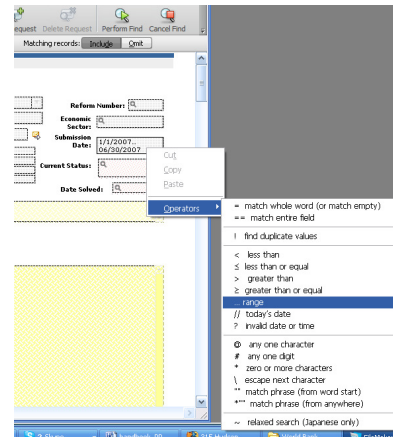 equest Delete Request Perform Find Cancel Find
Matching records: Include Omit
Reform Number:
Economic Sector:
Submission Date: 1/1/2007...
06/30/2007
Current Status:
Date Solved:
Cut
Copy
Paste
Operators
= match whole word (or match empty)
== match entire field
! find duplicate values
< less than
≤ less than or equal
> greater than
≥ greater than or equal
... range
// today's date
? invalid date or time
@ any one character
# any one digit
* zero or more characters
\ escape next character
"" match phrase (from word start)
*"" match phrase (from anywhere)
~ relaxed search (Japanese only)